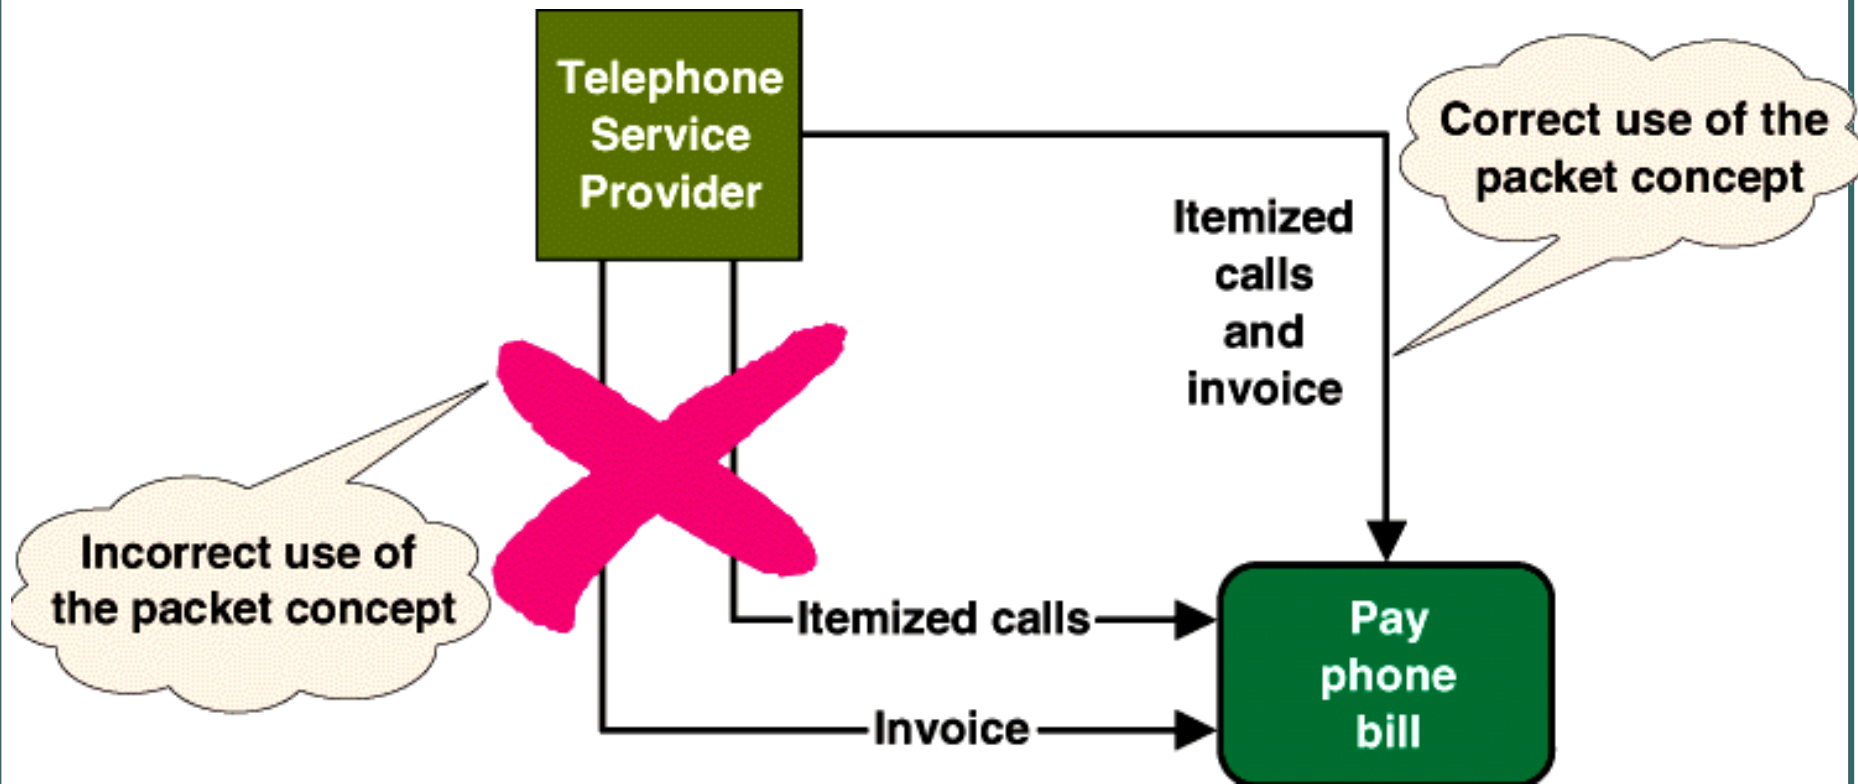 Telephone
Service
Provider
Correct use of the
packet concept
Itemized
calls
and
invoice
Incorrect use of
the packet concept
Itemized calls
Invoice
Pay
phone
bill